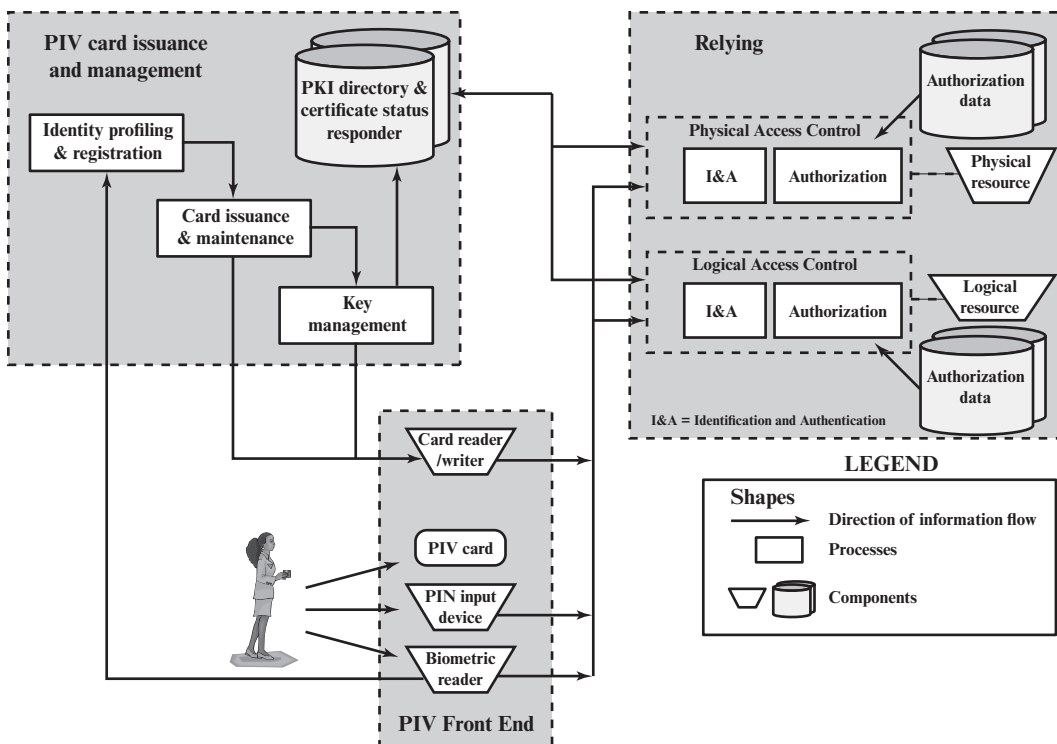 PIV card issuance
and management
PKI directory &
certificate status
responder
Identity profiling
& registration
Card issuance
& maintenance
Key
management
Relying
Authorization
data
Physical Access Control
I&A
Authorization
Physical
resource
Logical Access Control
I&A
Authorization
Logical
resource
Authorization
data
I&A = Identification and Authentication
Card reader
/writer
PIV card
PIN input
device
Biometric
reader
PIV Front End
LEGEND
Shapes
Direction of information flow
Processes
Components